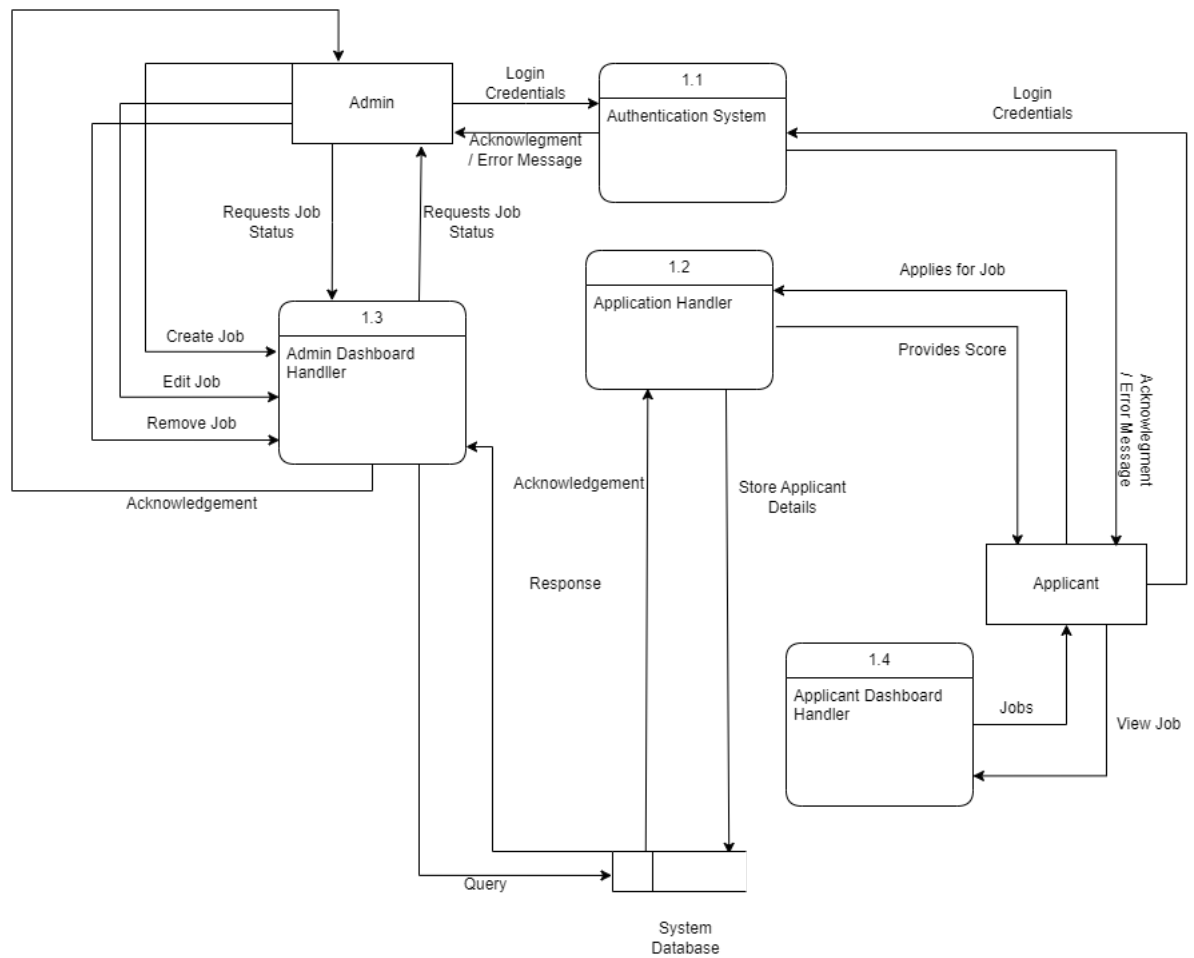 Admin
Login
Credentials
1.1
Authentication System
Login
Credentials
Acknowlegment
/ Error Message
Requests Job
Status
Requests Job
Status
1.2
Application Handler
Applies for Job
Provides Score
1.3
Admin Dashboard
Handller
Create Job
Edit Job
Remove Job
Acknowlegment
/ Error Message
Acknowledgement
Acknowledgement
Store Applicant
Details
Response
Applicant
1.4
Applicant Dashboard
Handler
Jobs
View Job
Query
System
Database